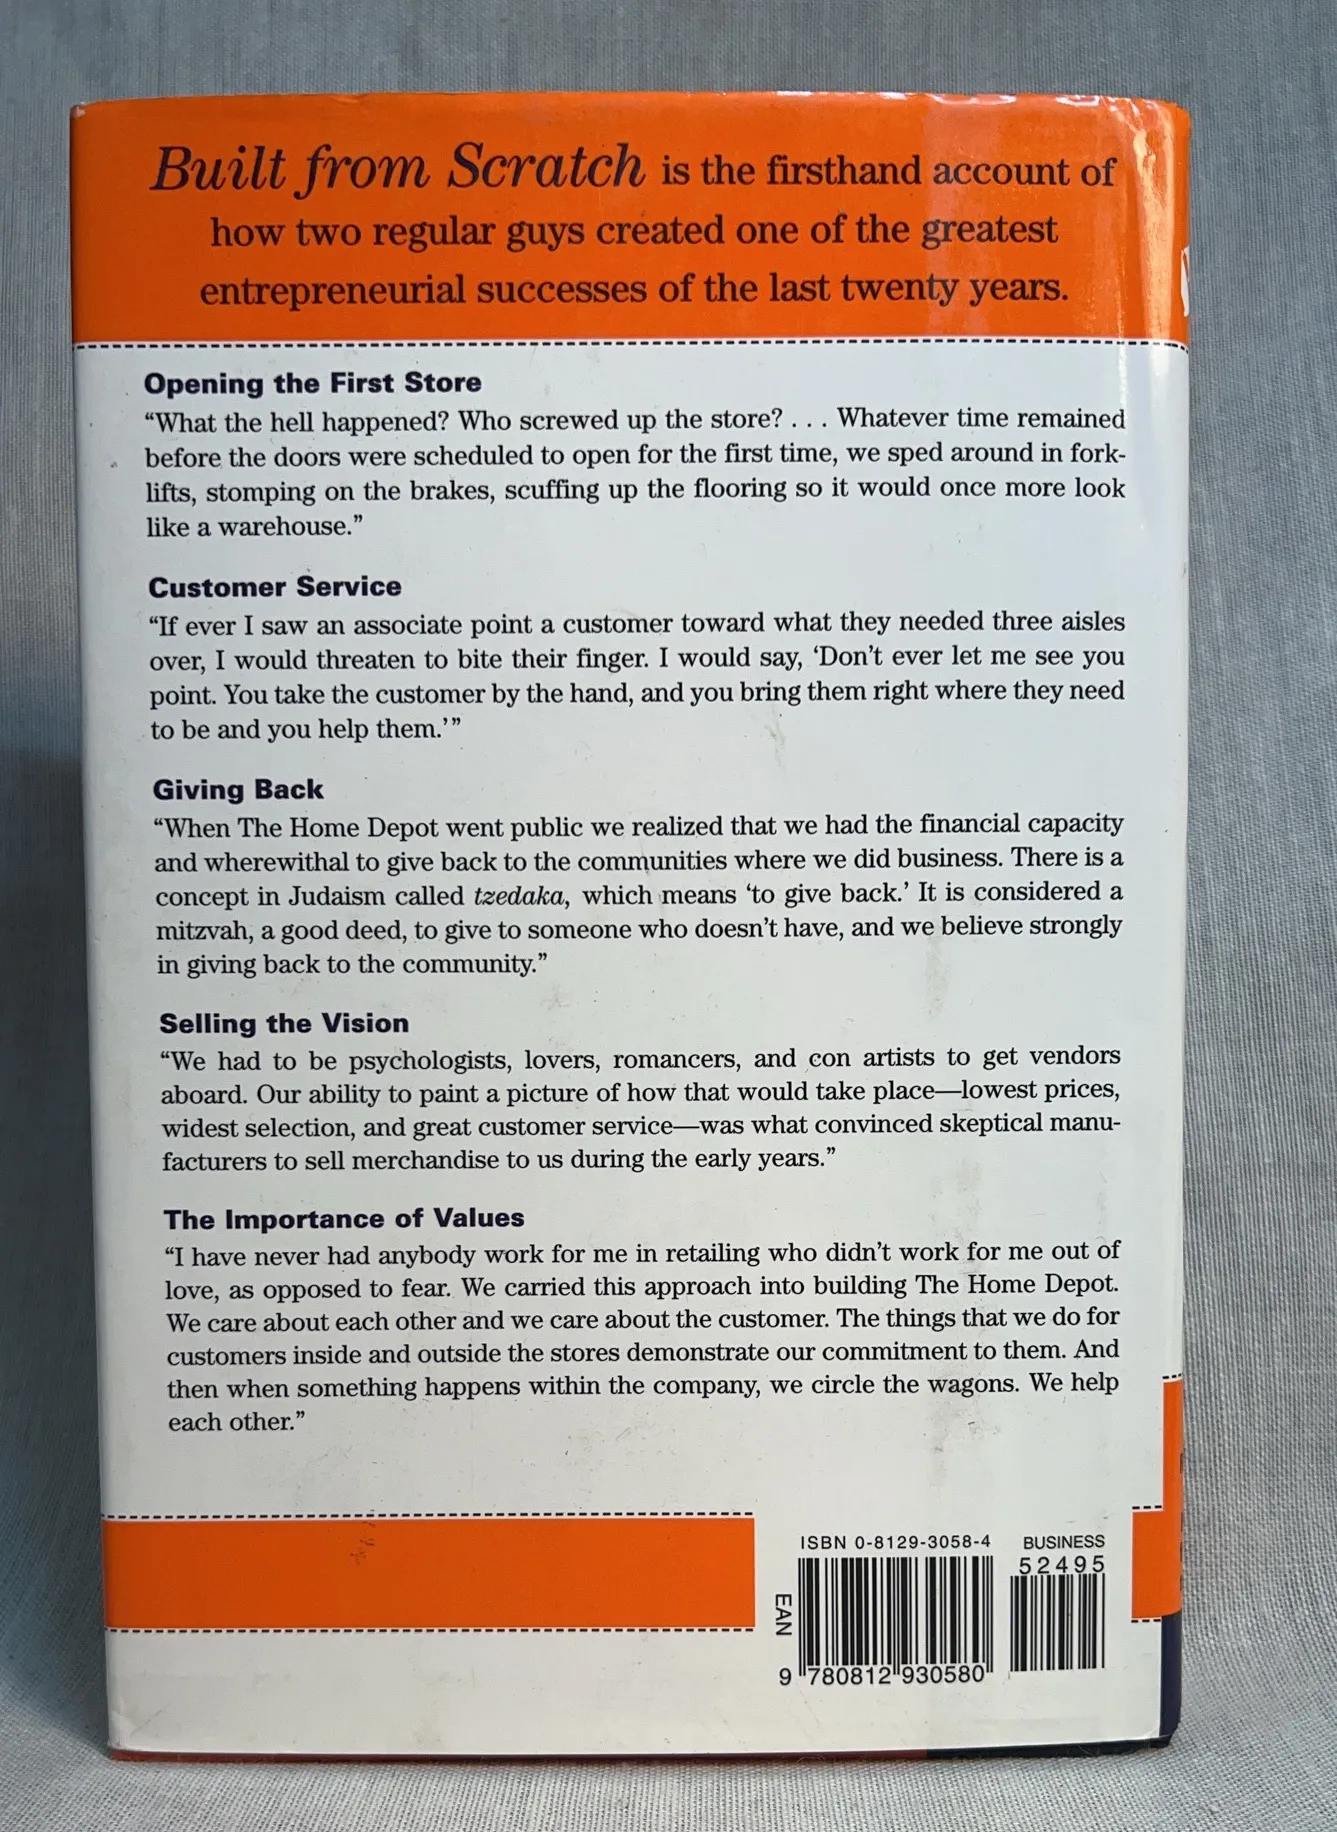 Built from Scratch is the firsthand account of
how two regular guys created one of the greatest
entrepreneurial successes of the last twenty years.
Opening the First Store
“What the hell happened? Who screwed up the store? . . . Whatever time remained
before the doors were scheduled to open for the first time, we sped around in fork-
lifts, stomping on the brakes, scuffing up the flooring so it would once more look
like a warehouse.”
Customer Service
“If ever I saw an associate point a customer toward what they needed three aisles
over, I would threaten to bite their finger. I would say, ‘Don’t ever let me see you
point. You take the customer by the hand, and you bring them right where they need
to be and you help them.’”
Giving Back
“When The Home Depot went public we realized that we had the financial capacity
and wherewithal to give back to the communities where we did business. There is a
concept in Judaism called tzedaka, which means ‘to give back.’ It is considered a
mitzvah, a good deed, to give to someone who doesn’t have, and we believe strongly
in giving back to the community.”
Selling the Vision
“We had to be psychologists, lovers, romancers, and con artists to get vendors
aboard. Our ability to paint a picture of how that would take place—lowest prices,
widest selection, and great customer service—was what convinced skeptical manu-
facturers to sell merchandise to us during the early years.”
The Importance of Values
“I have never had anybody work for me in retailing who didn’t work for me out of
love, as opposed to fear. We carried this approach into building The Home Depot.
We care about each other and we care about the customer. The things that we do for
customers inside and outside the stores demonstrate our commitment to them. And
then when something happens within the company, we circle the wagons. We help
each other.”
ISBN 0-8129-3058-4 BUSINESS
52495
EAN
9 780812 930580